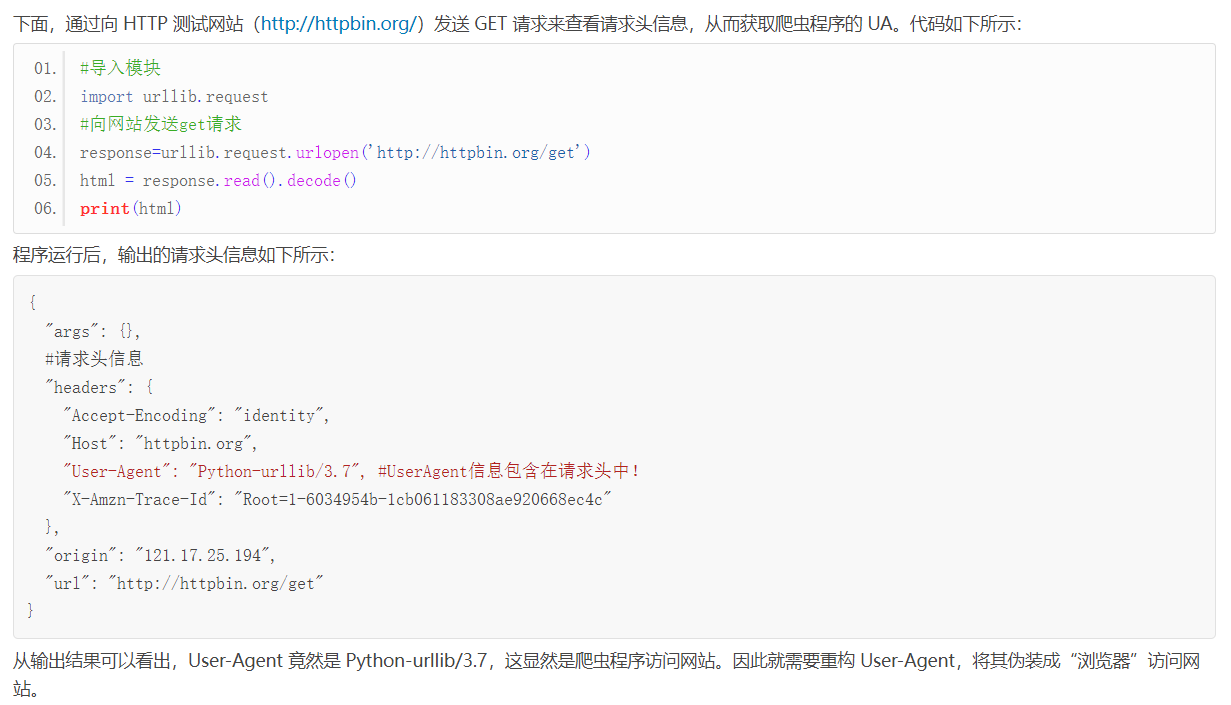 下面，通过向 HTTP 测试网站（http://httpbin.org/）发送 GET 请求来查看请求头信息，从而获取爬虫程序的 UA。代码如下所示：
01. #导入模块
02. import urllib.request
03. #向网站发送get请求
04. response=urllib.request.urlopen('http://httpbin.org/get')
05. html = response.read().decode()
06. print(html)
程序运行后，输出的请求头信息如下所示：
{
  "args": {},
  #请求头信息
  "headers": {
    "Accept-Encoding": "identity",
    "Host": "httpbin.org",
    "User-Agent": "Python-urllib/3.7", #UserAgent信息包含在请求头中！
    "X-Amzn-Trace-Id": "Root=1-6034954b-1cb061183308ae920668ec4c"
  },
  "origin": "121.17.25.194",
  "url": "http://httpbin.org/get"
}
从输出结果可以看出，User-Agent 竟然是 Python-urllib/3.7，这显然是爬虫程序访问网站。因此就需要重构 User-Agent，将其伪装成“浏览器”访问网
站。